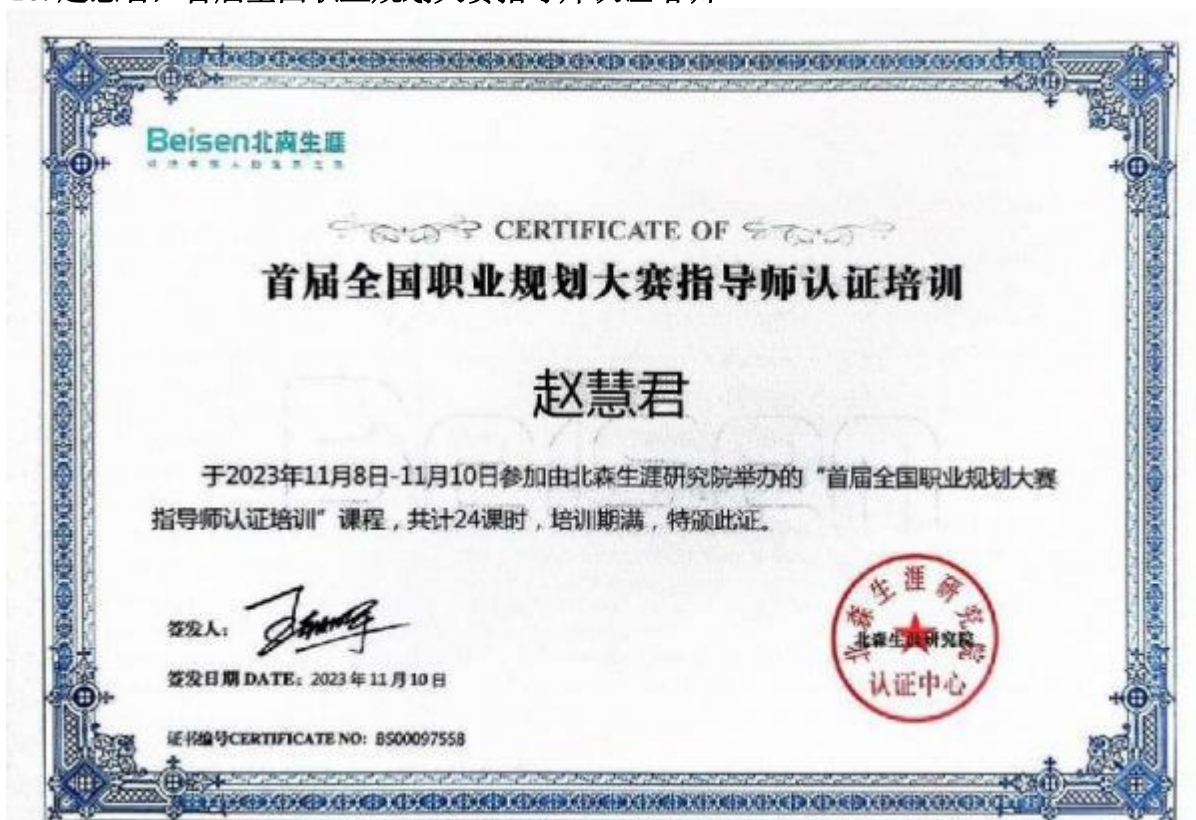 Beisen北森生涯
CERTIFICATE OF
首届全国职业规划大赛指导师认证培训
赵慧君
于2023年11月8日-11月10日参加由北森生涯研究院举办的“首届全国职业规划大赛
指导师认证培训”课程，共计24课时，培训期满，特颁此证。
签发人：
签发日期 DATE：2023年11月10日
证书编号CERTIFICATE NO：BS00097558
北森生涯研究院
北森生涯研究院
认证中心